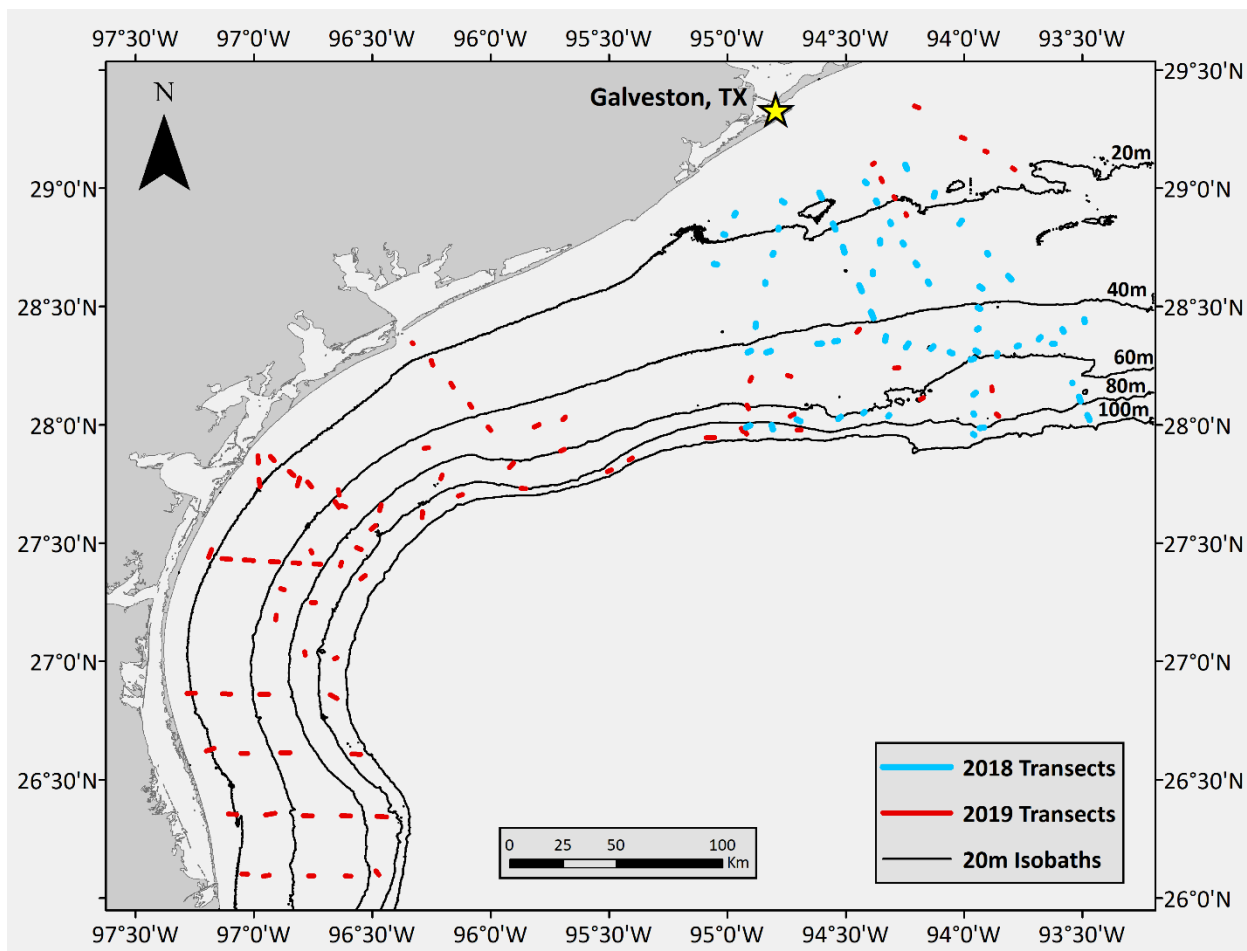 97°30'W 97°0'W 96°30'W 96°0'W 95°30'W 95°0'W 94°30'W 94°0'W 93°30'W
29°30'N 29°30'N
N
Galveston, TX
20m
29°0'N 29°0'N
40m
28°30'N 28°30'N
60m
80m
100m
28°0'N 28°0'N
27°30'N 27°30'N
27°0'N 27°0'N
26°30'N 26°30'N
2018 Transects
2019 Transects
20m Isobaths
0 25 50 100
Km
26°0'N 26°0'N
97°30'W 97°0'W 96°30'W 96°0'W 95°30'W 95°0'W 94°30'W 94°0'W 93°30'W